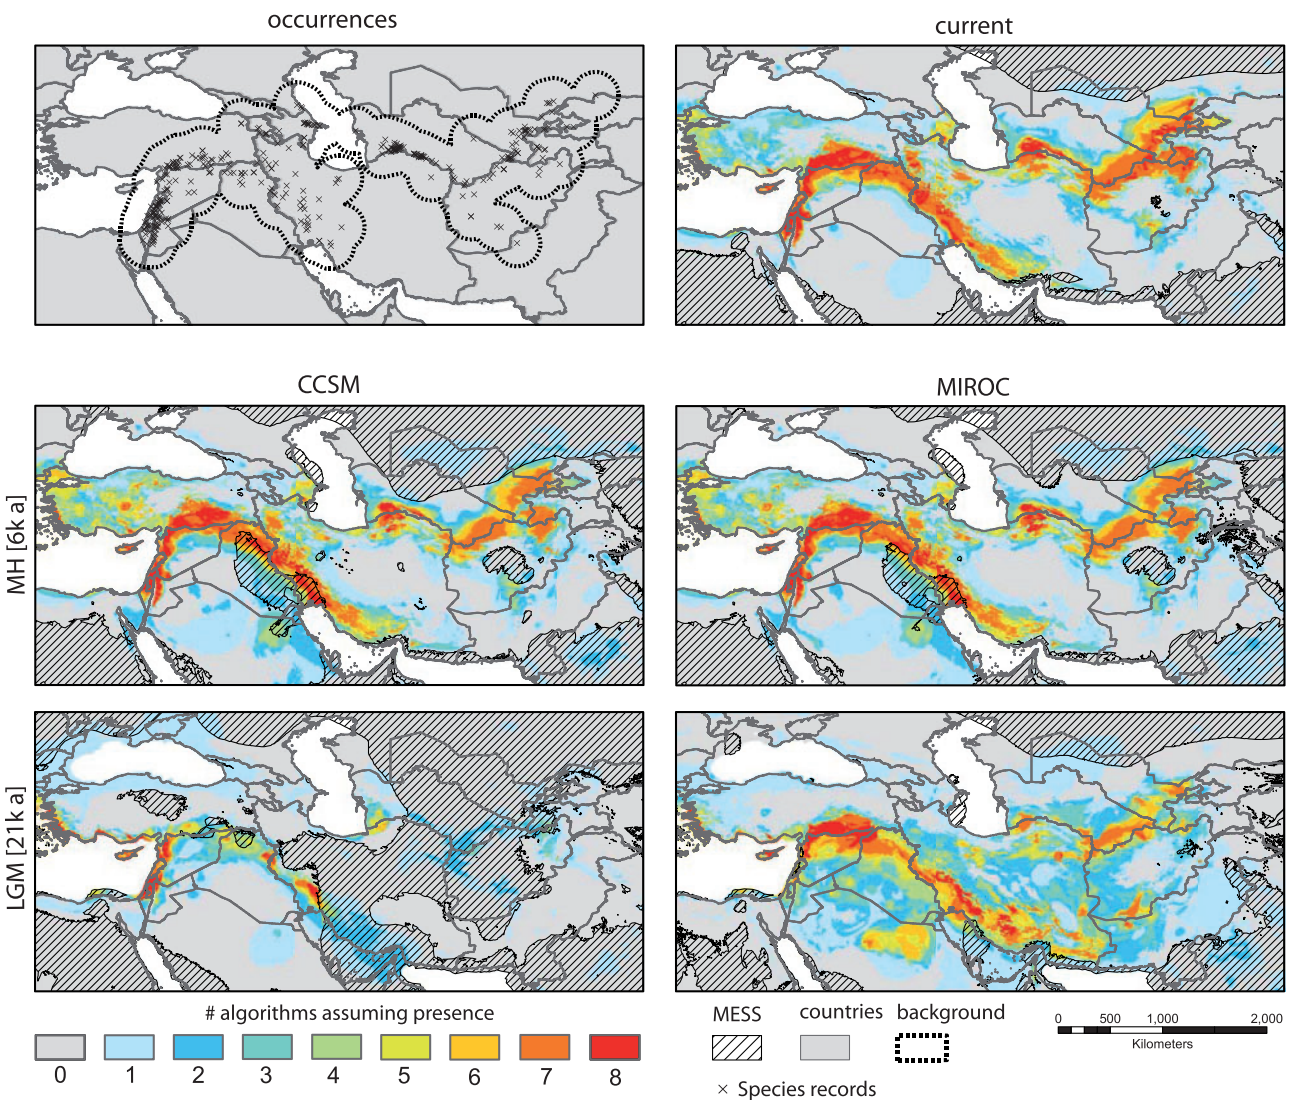 occurrences
current
CCSM
MIROC
MH [6k a]
LGM [21k a]
# algorithms assuming presence
0 1 2 3 4 5 6 7 8
MESS countries background
× Species records
0 500 1,000 2,000
Kilometers